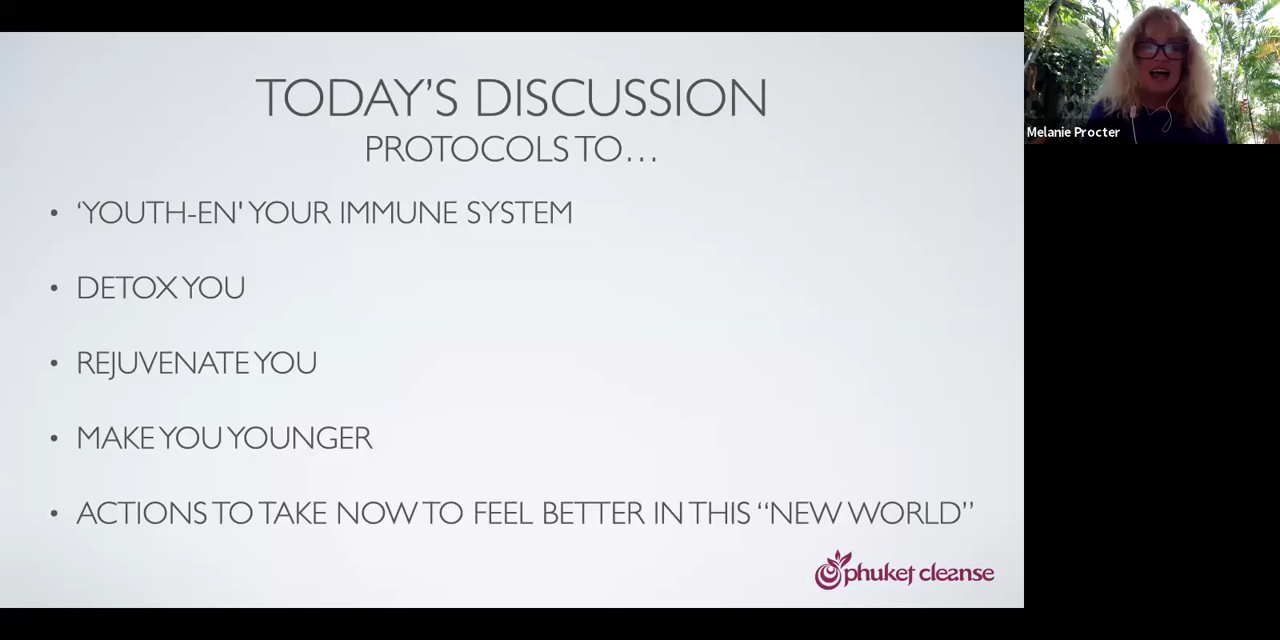 TODAY'S DISCUSSION
PROTOCOLS TO…
• ‘YOUTH-EN' YOUR IMMUNE SYSTEM
• DETOX YOU
• REJUVENATE YOU
• MAKE YOU YOUNGER
• ACTIONS TO TAKE NOW TO FEEL BETTER IN THIS “NEW WORLD”
phuket cleanse
Melanie Procter